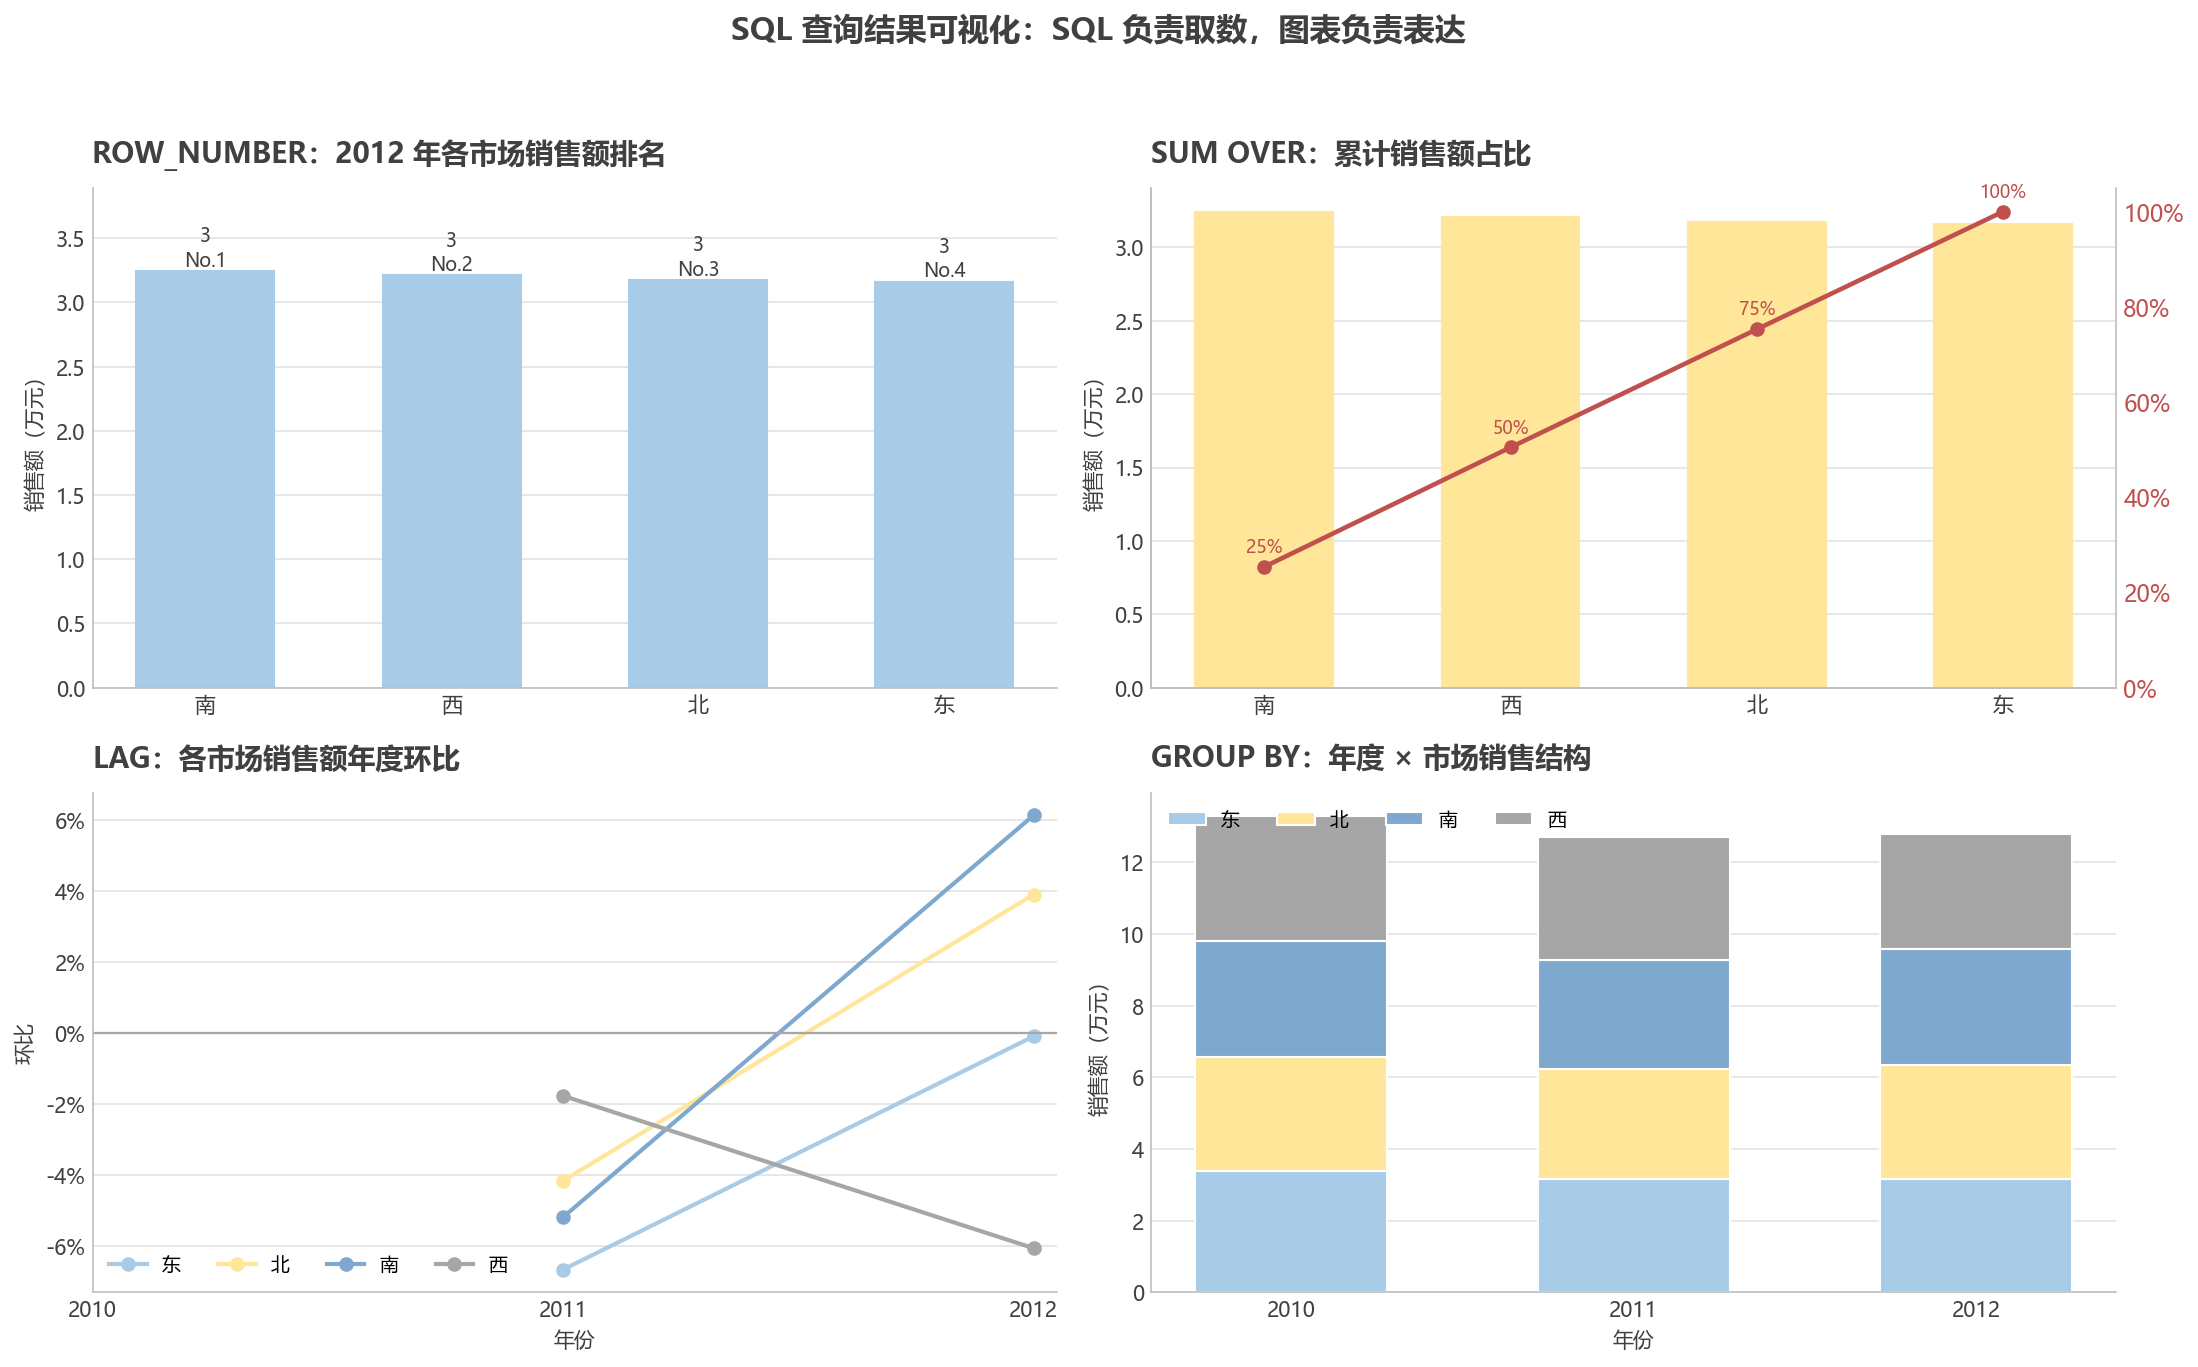 SQL 查询结果可视化：SQL 负责取数，图表负责表达
ROW_NUMBER：2012 年各市场销售额排名
销售额（万元）
3.5
3.0
2.5
2.0
1.5
1.0
0.5
0.0
3
No.1
3
No.2
3
No.3
3
No.4
南
西
北
东
SUM OVER：累计销售额占比
销售额（万元）
3.0
2.5
2.0
1.5
1.0
0.5
0.0
25%
50%
75%
100%
100%
80%
60%
40%
20%
0%
南
西
北
东
LAG：各市场销售额年度环比
环比
6%
4%
2%
0%
-2%
-4%
-6%
东
北
南
西
2010
2011
2012
年份
GROUP BY：年度 × 市场销售结构
销售额（万元）
东
北
南
西
12
10
8
6
4
2
0
2010
2011
2012
年份